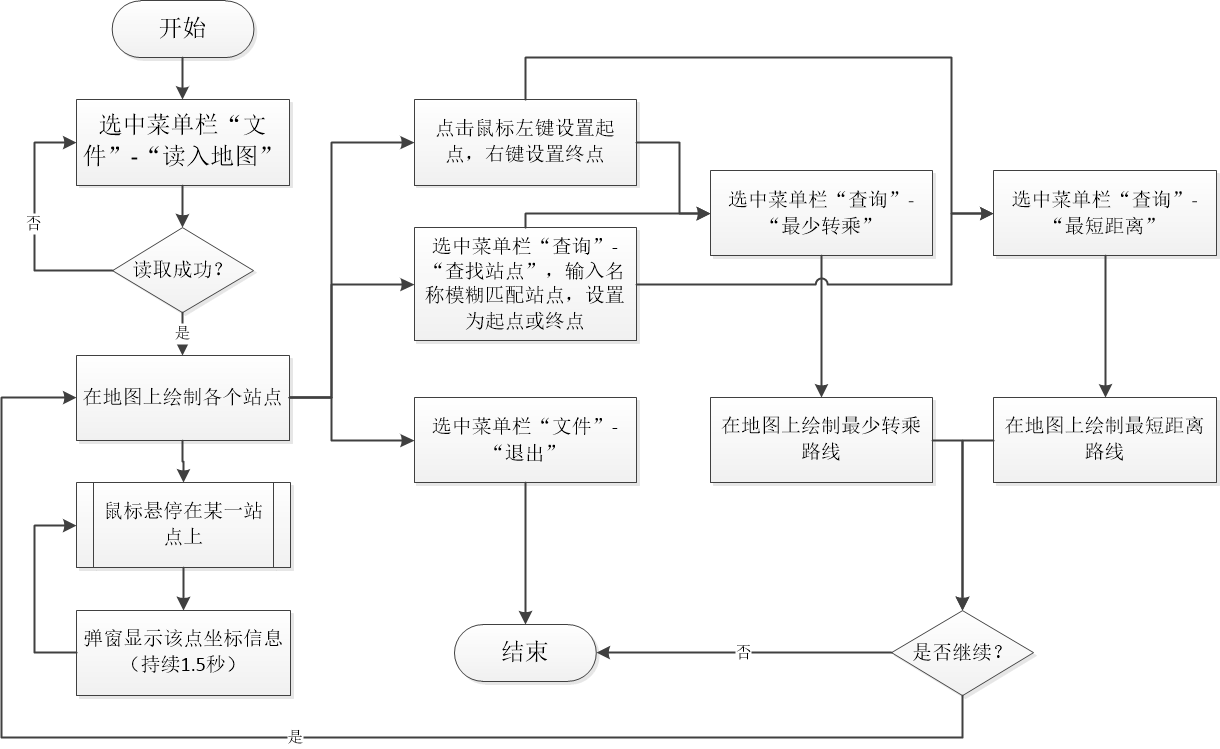 开始
选中菜单栏“文
件”-“读入地图”
否
读取成功？
是
在地图上绘制各个站点
鼠标悬停在某一站
点上
弹窗显示该点坐标信息
（持续1.5秒）
点击鼠标左键设置起
点，右键设置终点
选中菜单栏“查询”-
“查找站点”，输入名
称模糊匹配站点，设置
为起点或终点
选中菜单栏“文件”-
“退出”
结束
选中菜单栏“查询”-
“最少转乘”
在地图上绘制最少转乘
路线
选中菜单栏“查询”-
“最短距离”
在地图上绘制最短距离
路线
是否继续？
否
是